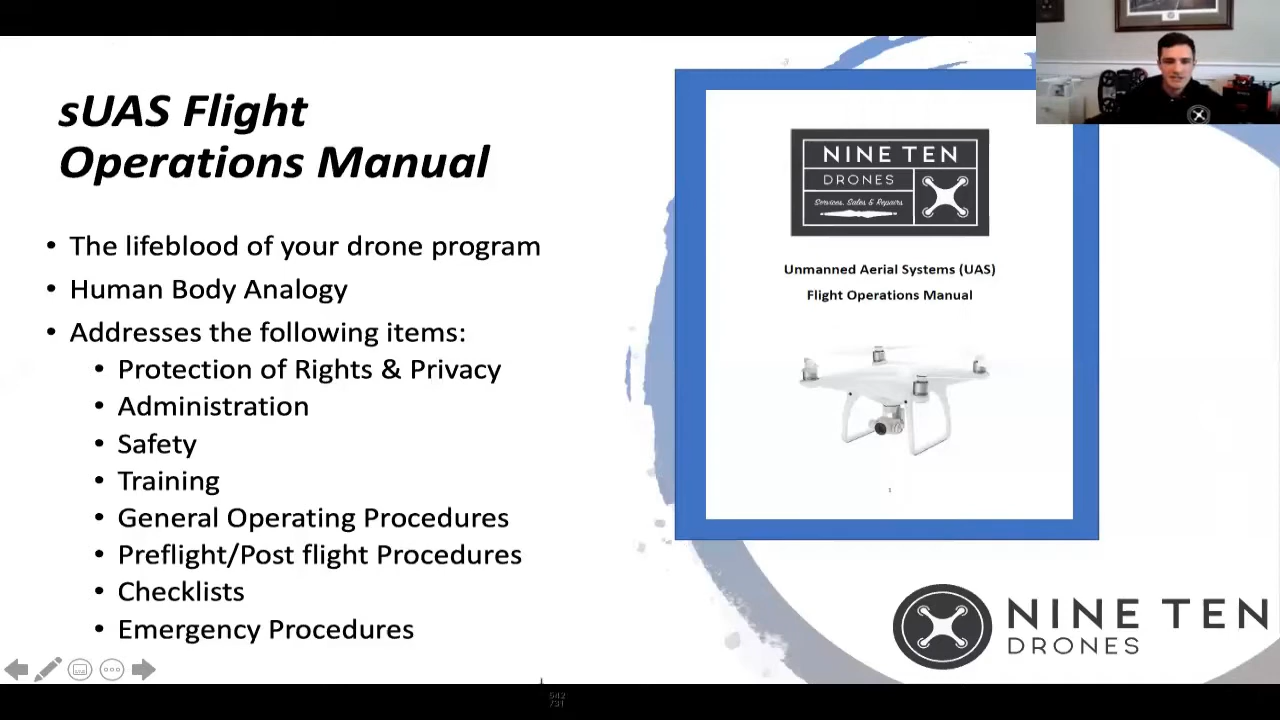 sUAS Flight
Operations Manual
• The lifeblood of your drone program
• Human Body Analogy
• Addresses the following items:
• Protection of Rights & Privacy
• Administration
• Safety
• Training
• General Operating Procedures
• Preflight/Post flight Procedures
• Checklists
• Emergency Procedures
NINE TEN
DRONES
Services, Sales & Repairs
Unmanned Aerial Systems (UAS)
Flight Operations Manual
1
NINE TEN
DRONES
542